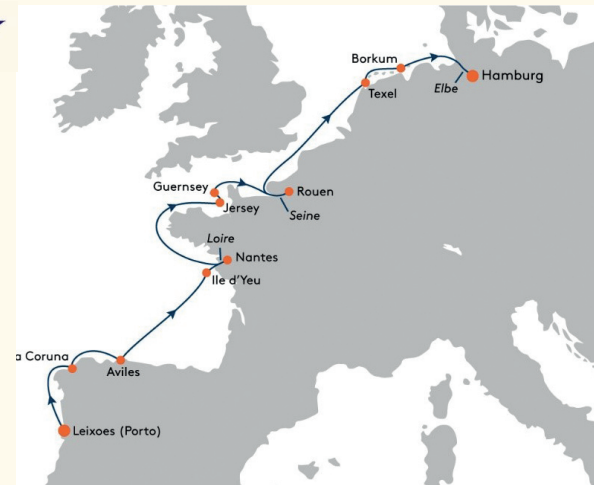 Borkum
Hamburg
Elbe
Texel
Guernsey
Rouen
Jersey
Seine
Loire
Nantes
Ile d'Yeu
a Coruna
Aviles
Leixoes (Porto)